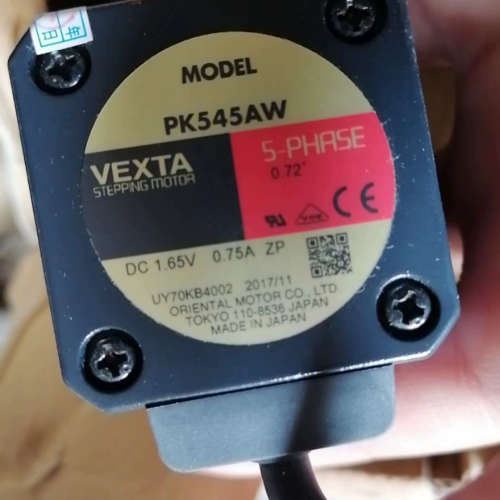 MODEL
PK545AW
VEXTA
STEPPING MOTOR
5-PHASE
0.72°
CE
DC 1.65V 0.75A ZP
UY70KB4002 2017/11
ORIENTAL MOTOR CO., LTD
TOKYO 110-8536 JAPAN
MADE IN JAPAN